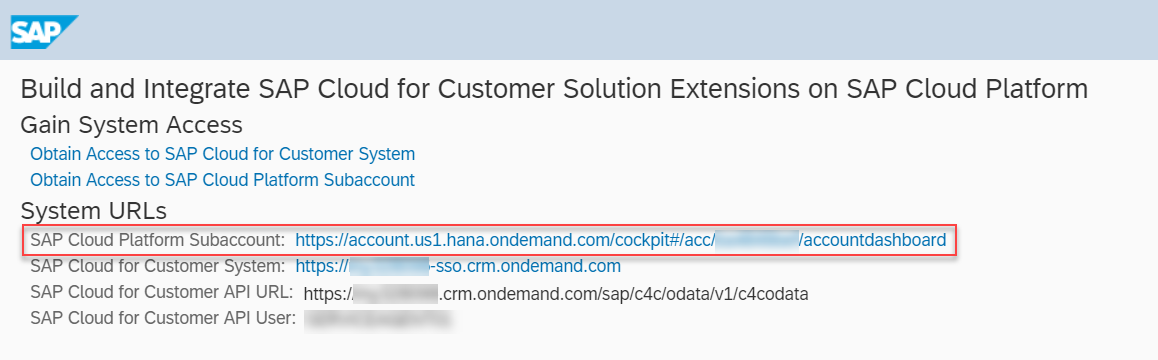 SAP
Build and Integrate SAP Cloud for Customer Solution Extensions on SAP Cloud Platform
Gain System Access
Obtain Access to SAP Cloud for Customer System
Obtain Access to SAP Cloud Platform Subaccount
System URLs
SAP Cloud Platform Subaccount: https://account.us1.hana.ondemand.com/cockpit#/acc/ /accountdashboard
SAP Cloud for Customer System: https:// -sso.crm.ondemand.com
SAP Cloud for Customer API URL: https:/ .crm.ondemand.com/sap/c4c/odata/v1/c4codata
SAP Cloud for Customer API User: